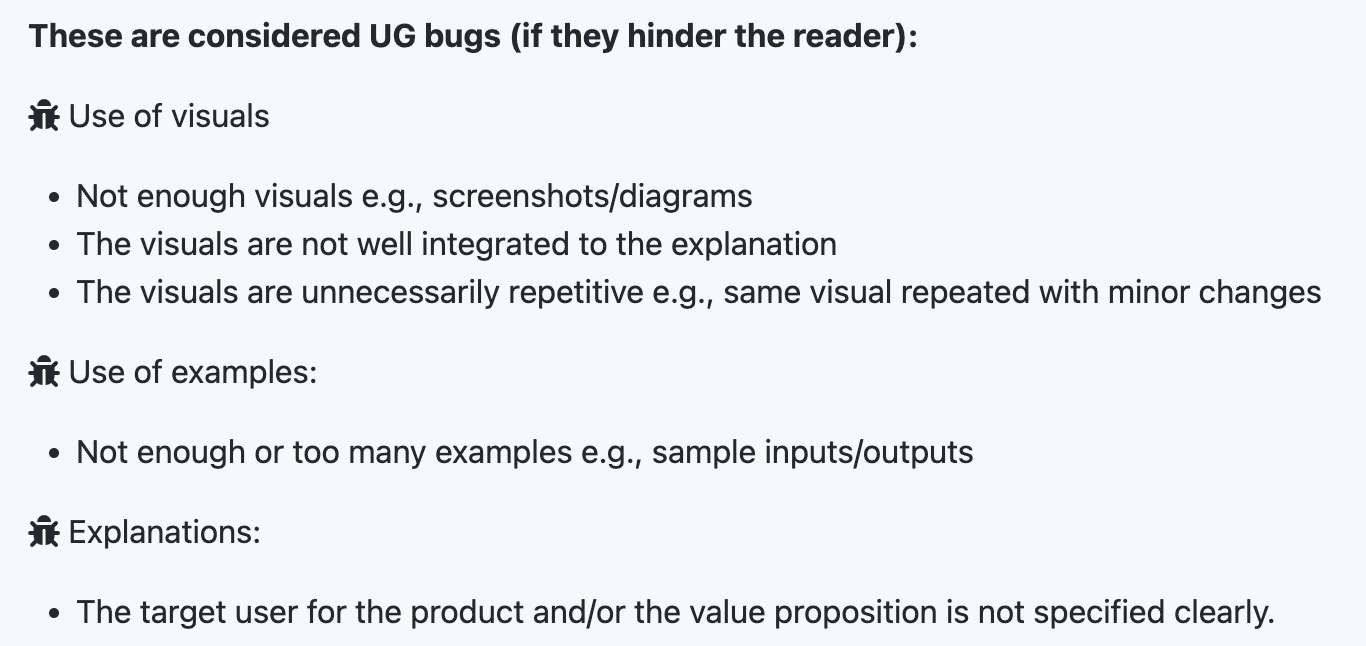 These are considered UG bugs (if they hinder the reader):
Use of visuals
• Not enough visuals e.g., screenshots/diagrams
• The visuals are not well integrated to the explanation
• The visuals are unnecessarily repetitive e.g., same visual repeated with minor changes
Use of examples:
• Not enough or too many examples e.g., sample inputs/outputs
Explanations:
• The target user for the product and/or the value proposition is not specified clearly.